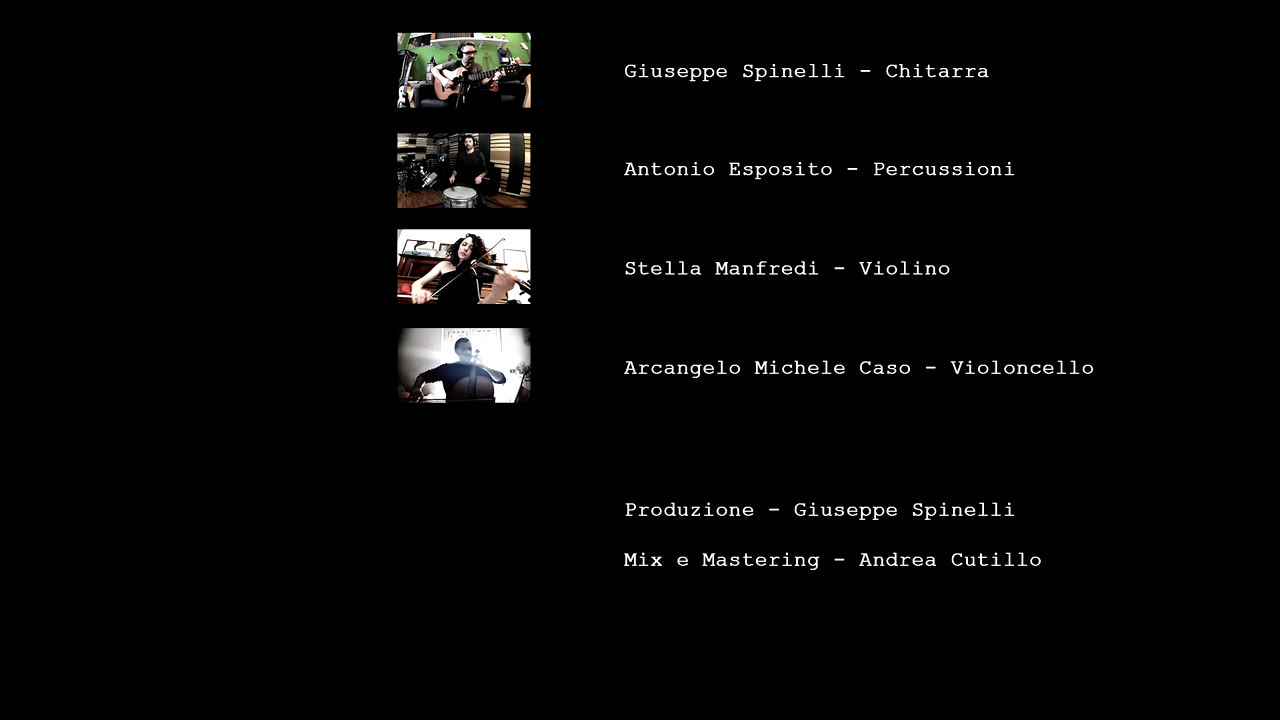 Giuseppe Spinelli - Chitarra
Antonio Esposito - Percussioni
Stella Manfredi - Violino
Arcangelo Michele Caso - Violoncello
Produzione - Giuseppe Spinelli
Mix e Mastering - Andrea Cutillo